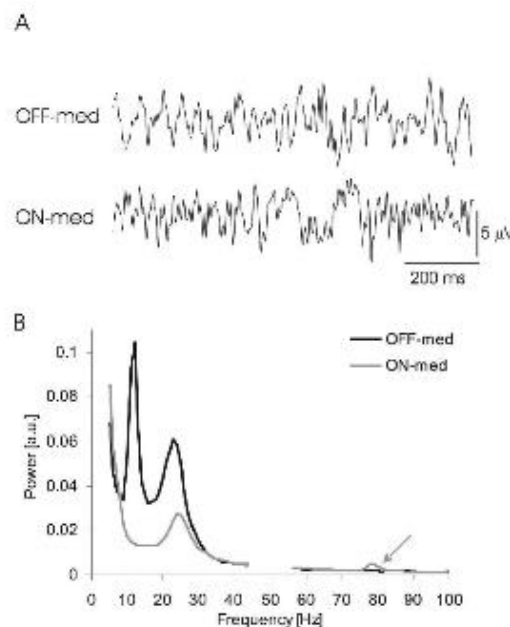 A
OFF-med
ON-med
5 μV
200 ms
B
OFF-med
ON-med
0.1
0.08
0.06
0.04
0.02
0
Power [a.u.]
0 10 20 30 40 50 60 70 80 90 100
Frequency [Hz]